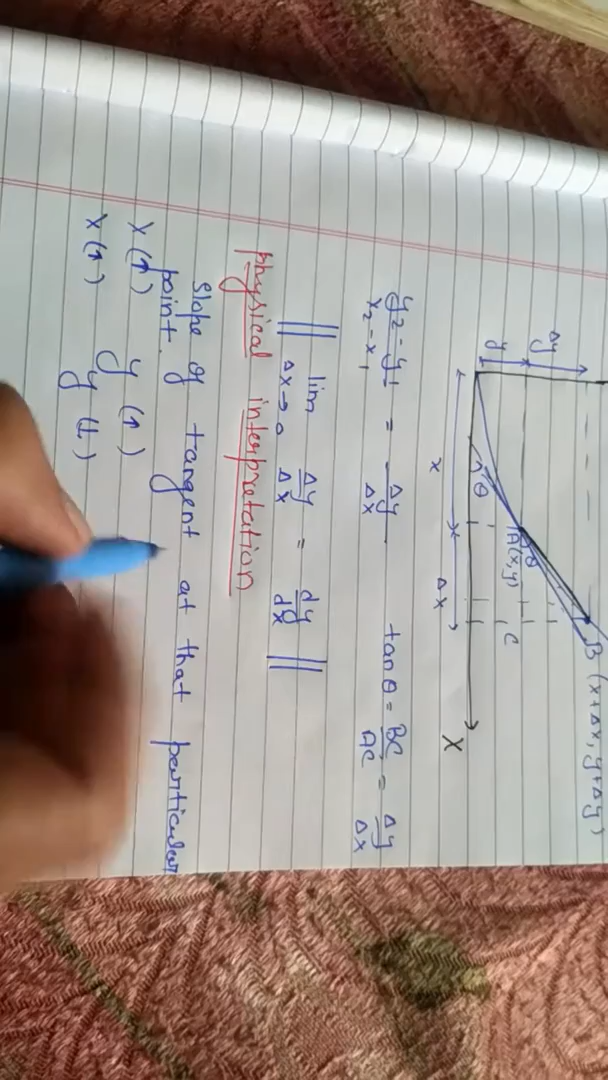 B (x+Δx, y+Δy)
Δy
y
θ
A(x,y)
C
θ
x
Δx
X
y2-y1 / x2-x1 = Δy / Δx
tanθ = BC / AC = Δy / Δx
|| lim Δx→0 Δy / Δx = dy / dx ||
physical interpretation
slope of tangent at that particular
point.
x(↑) y(↑)
x(↑) y(↓)